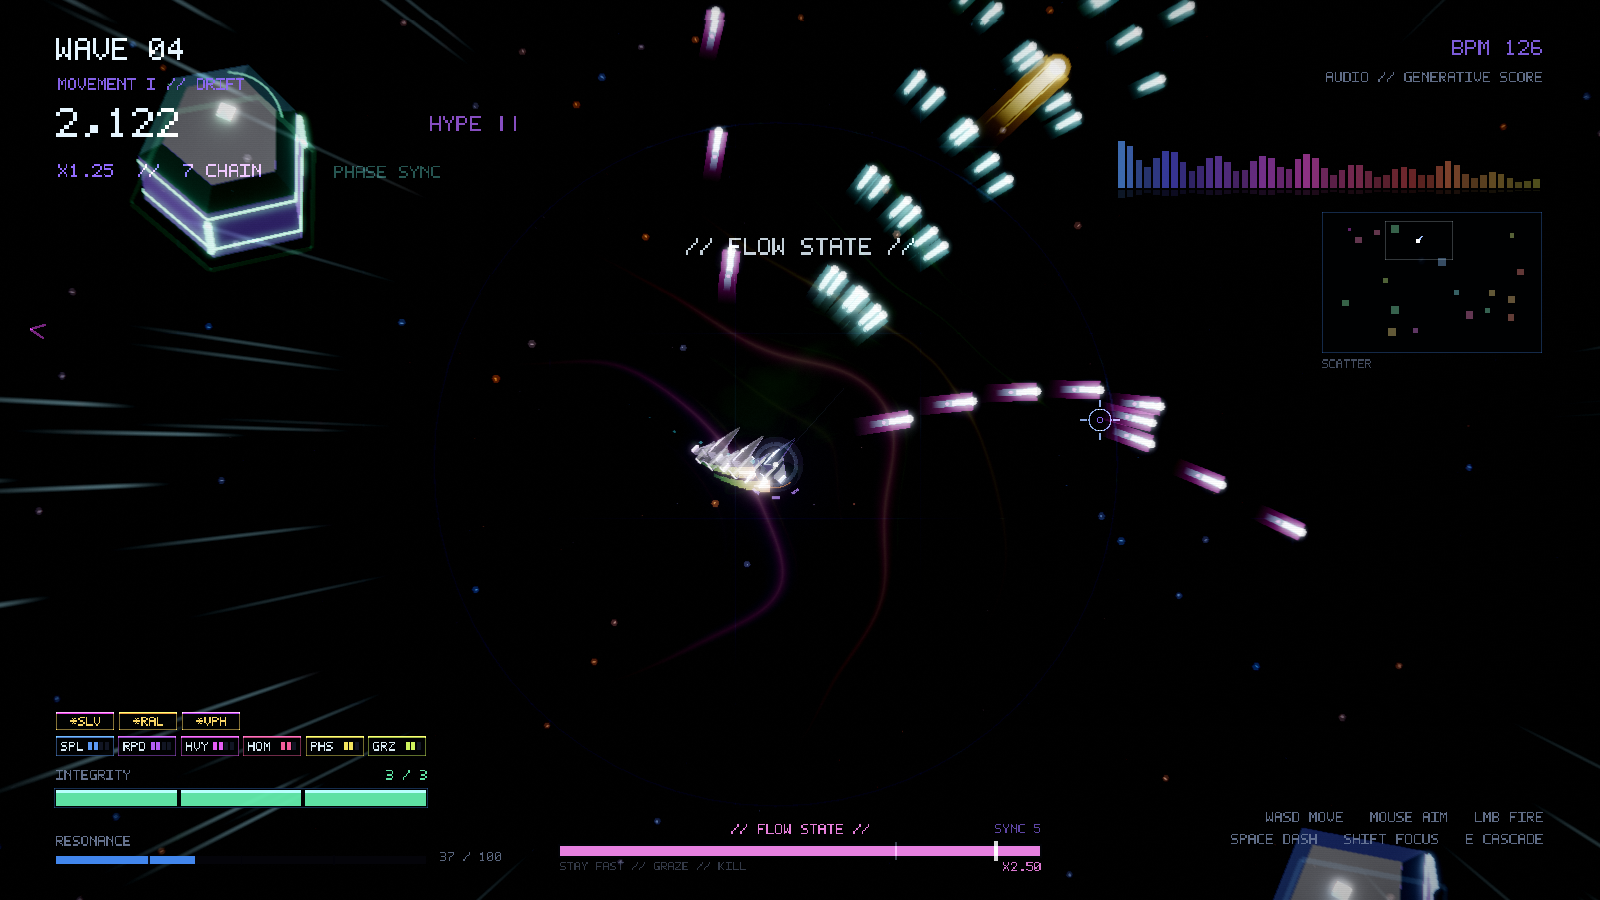 WAVE 04
MOVEMENT I // DRIFT
2.122
X1.25 // 7 CHAIN
PHASE SYNC
HYPE II
BPM 126
AUDIO // GENERATIVE SCORE
// FLOW STATE //
SCATTER
<
*SLV *RAL *VPH
SPL RPD HVY HOM PHS GRZ
INTEGRITY 3 / 3
RESONANCE
37 / 100
// FLOW STATE // SYNC 5
STAY FAST // GRAZE // KILL X2.50
WASD MOVE MOUSE AIM LMB FIRE
SPACE DASH SHIFT FOCUS E CASCADE